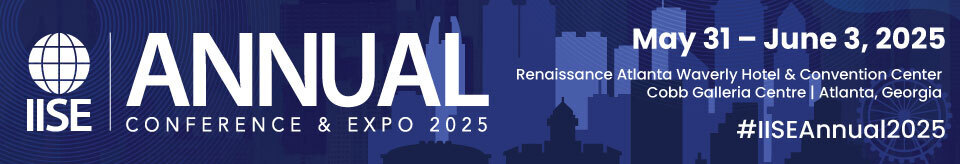 IISE
ANNUAL
CONFERENCE & EXPO 2025
May 31 – June 3, 2025
Renaissance Atlanta Waverly Hotel & Convention Center
Cobb Galleria Centre | Atlanta, Georgia
#IISEAnnual2025